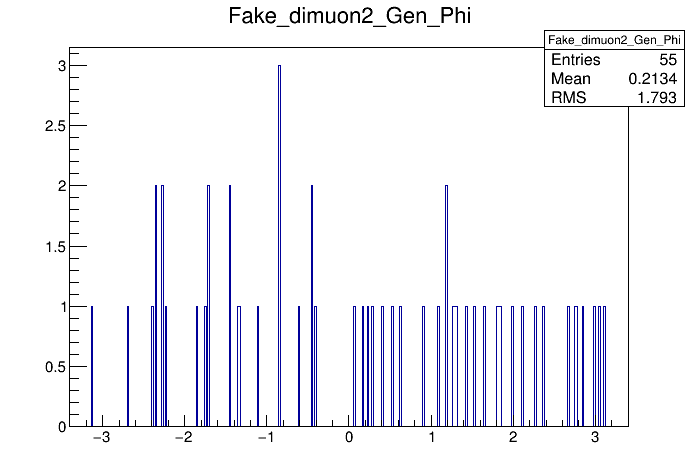 Fake_dimuon2_Gen_Phi
Fake_dimuon2_Gen_Phi
Entries 55
Mean 0.2134
RMS 1.793
3
2.5
2
1.5
1
0.5
0
−3 −2 −1 0 1 2 3